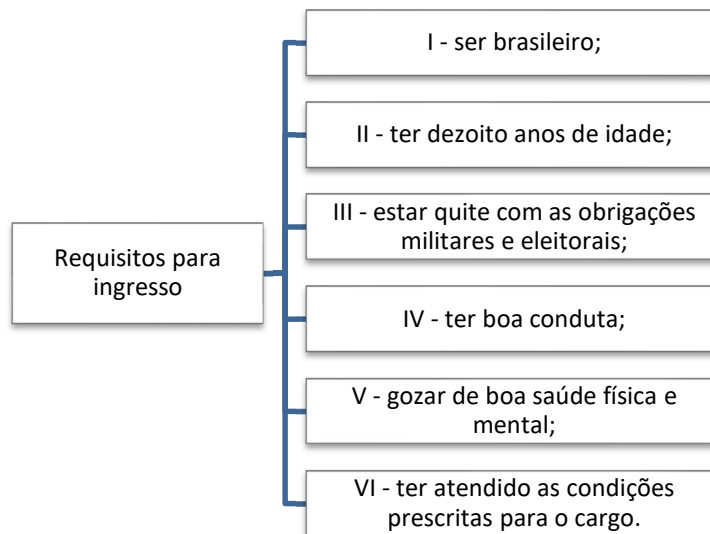 Requisitos para
ingresso
I - ser brasileiro;
II - ter dezoito anos de idade;
III - estar quite com as obrigações
militares e eleitorais;
IV - ter boa conduta;
V - gozar de boa saúde física e
mental;
VI - ter atendido as condições
prescritas para o cargo.